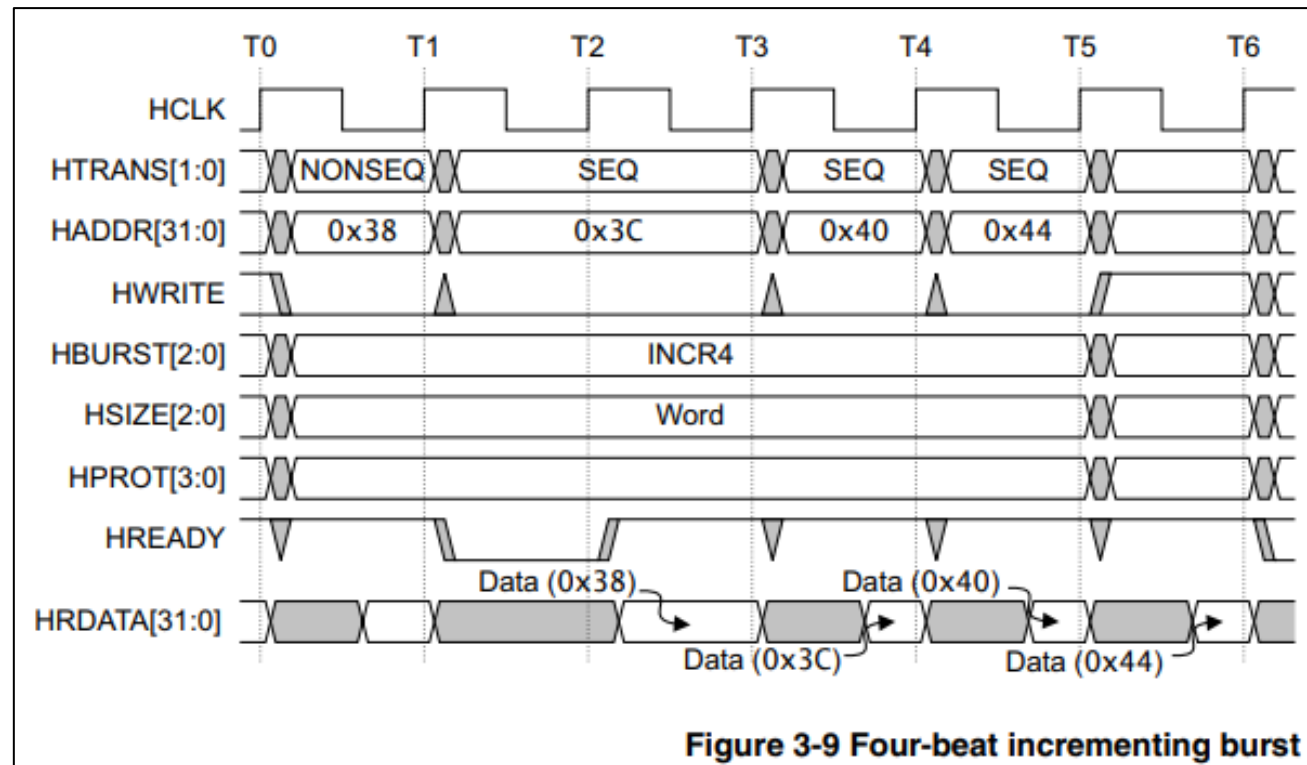 T0 T1 T2 T3 T4 T5 T6
HCLK
HTRANS[1:0] NONSEQ SEQ SEQ SEQ
HADDR[31:0] 0x38 0x3C 0x40 0x44
HWRITE
HBURST[2:0] INCR4
HSIZE[2:0] Word
HPROT[3:0]
HREADY
Data (0x38) Data (0x40)
HRDATA[31:0]
Data (0x3C) Data (0x44)
Figure 3-9 Four-beat incrementing burst